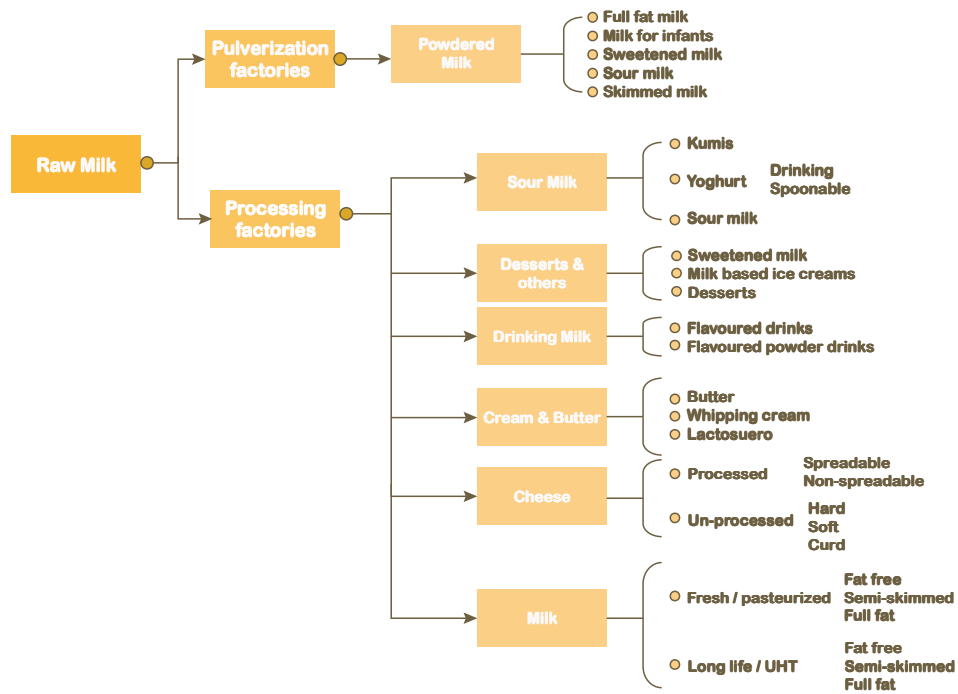 Raw Milk
Pulverization
factories
Powdered
Milk
Full fat milk
Milk for infants
Sweetened milk
Sour milk
Skimmed milk
Processing
factories
Sour Milk
Kumis
Yoghurt
Drinking
Spoonable
Sour milk
Desserts &
others
Sweetened milk
Milk based ice creams
Desserts
Drinking Milk
Flavoured drinks
Flavoured powder drinks
Cream & Butter
Butter
Whipping cream
Lactosuero
Cheese
Processed
Spreadable
Non-spreadable
Un-processed
Hard
Soft
Curd
Milk
Fresh / pasteurized
Fat free
Semi-skimmed
Full fat
Long life / UHT
Fat free
Semi-skimmed
Full fat